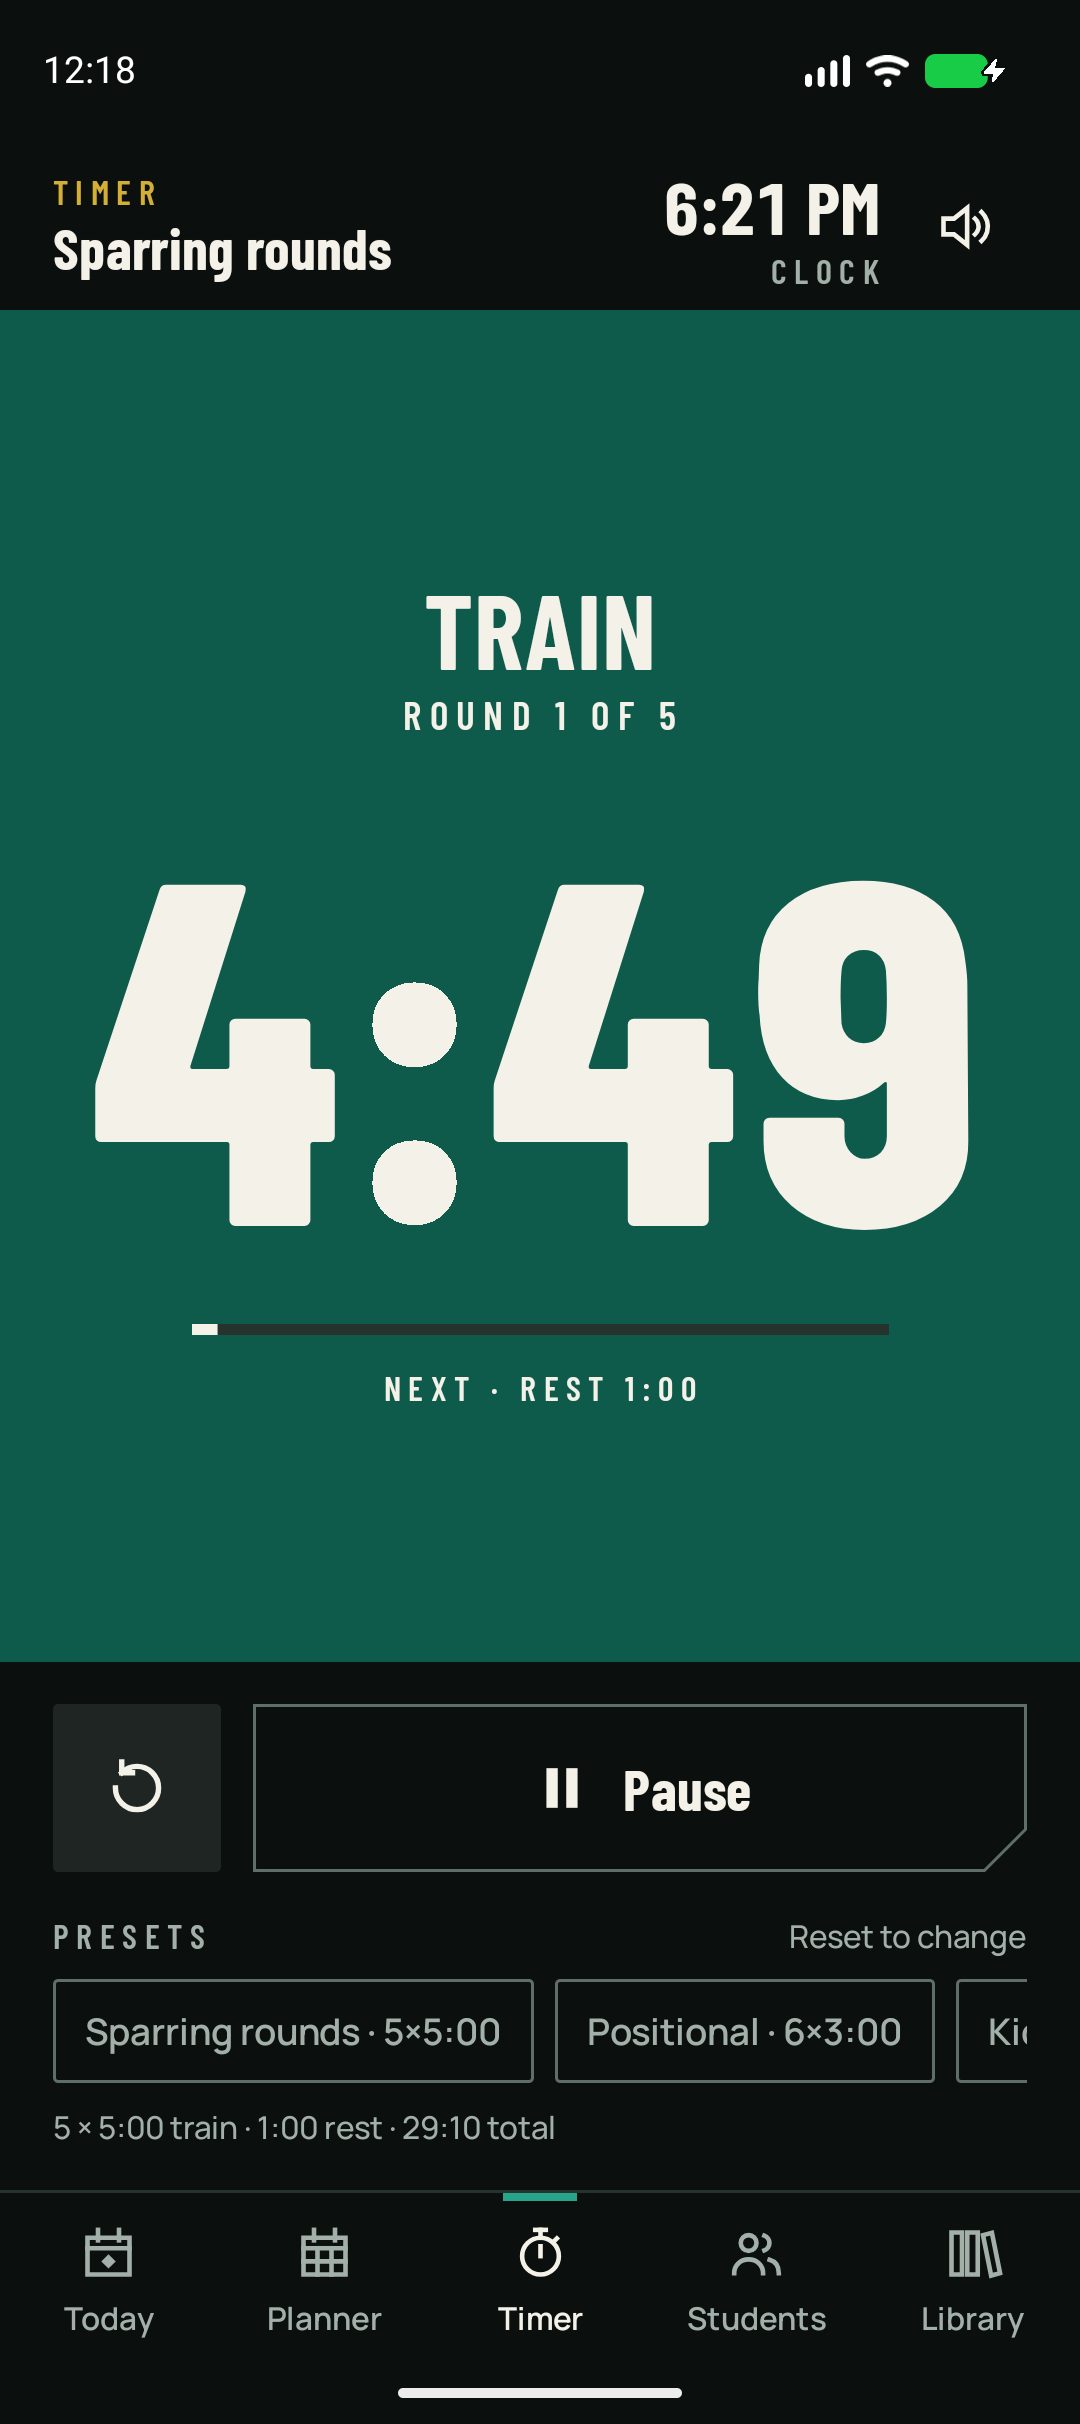 12:18
TIMER
Sparring rounds
6:21 PM
CLOCK
TRAIN
ROUND 1 OF 5
4:49
NEXT · REST 1:00
Pause
PRESETS
Reset to change
Sparring rounds · 5×5:00
Positional · 6×3:00
5 × 5:00 train · 1:00 rest · 29:10 total
Today
Planner
Timer
Students
Library